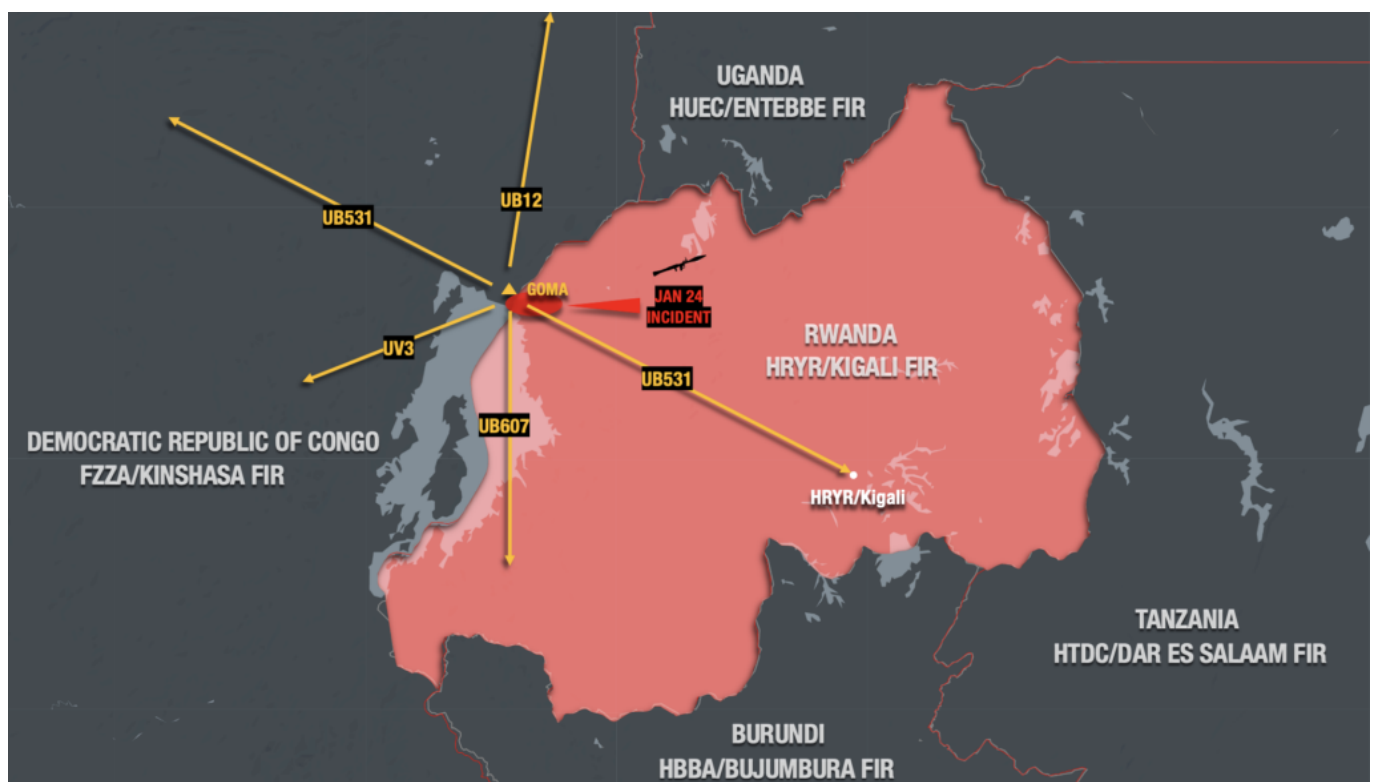 UGANDA
HUEC/ENTEBBE FIR
UB12
UB531
GOMA
JAN 24
INCIDENT
RWANDA
HRYR/KIGALI FIR
UV3
UB531
UB607
DEMOCRATIC REPUBLIC OF CONGO
FZZA/KINSHASA FIR
HRYR/Kigali
TANZANIA
HTDC/DAR ES SALAAM FIR
BURUNDI
HBBA/BUJUMBURA FIR